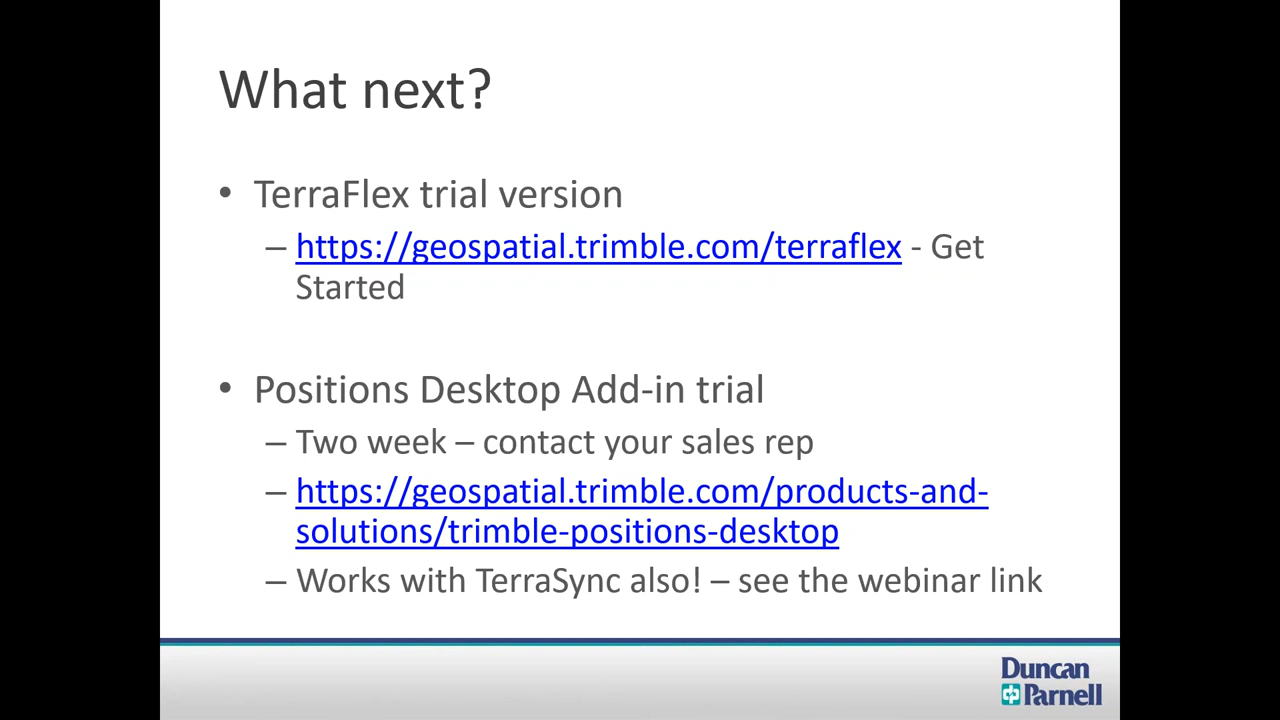 What next?
• TerraFlex trial version
– https://geospatial.trimble.com/terraflex - Get
Started
• Positions Desktop Add-in trial
– Two week – contact your sales rep
– https://geospatial.trimble.com/products-and-
solutions/trimble-positions-desktop
– Works with TerraSync also! – see the webinar link
Duncan
Parnell